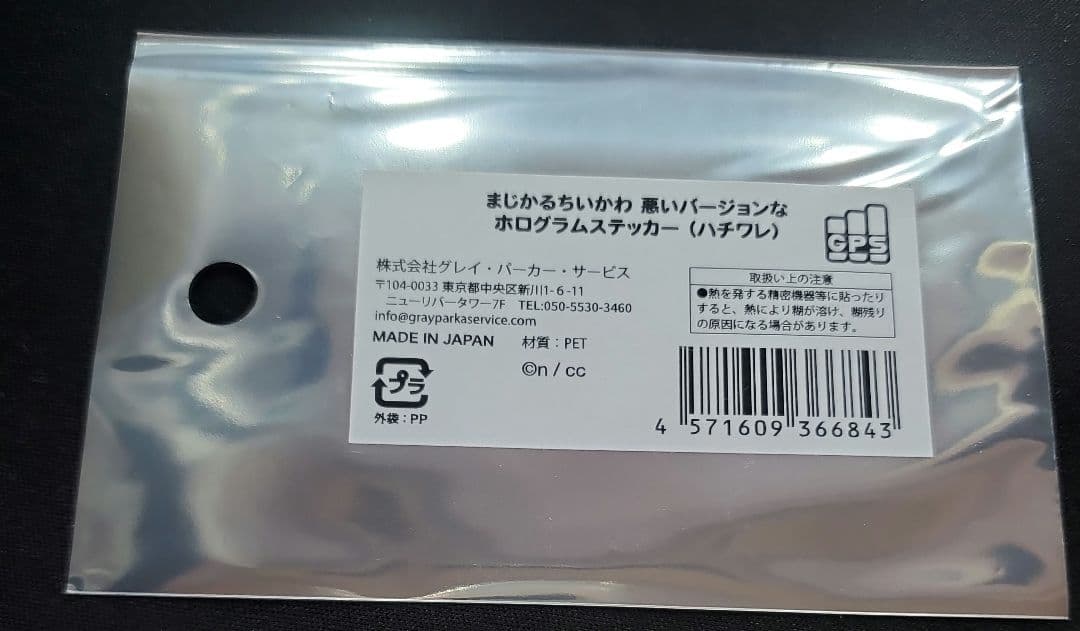 まじかるちいかわ 悪いバージョンな
ホログラムステッカー（ハチワレ）
GPS
株式会社グレイ・パーカー・サービス
〒104-0033 東京都中央区新川1-6-11
ニューリバータワー7F TEL:050-5530-3460
info@grayparkaservice.com
MADE IN JAPAN 材質：PET
©n / cc
プラ
外袋：PP
取扱い上の注意
●熱を発する精密機器等に貼ったり
すると、熱により糊が溶け、糊残り
の原因になる場合があります。
4 571609 366843